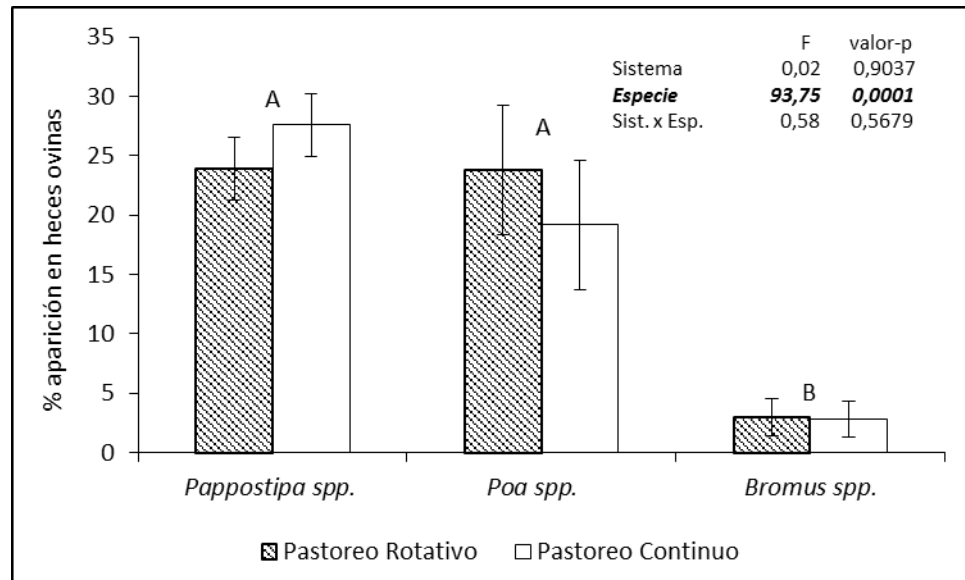 F valor-p
Sistema 0,02 0,9037
Especie 93,75 0,0001
Sist. x Esp. 0,58 0,5679
% aparición en heces ovinas
35
30
25
20
15
10
5
0
A
A
B
Pappostipa spp. Poa spp. Bromus spp.
Pastoreo Rotativo Pastoreo Continuo